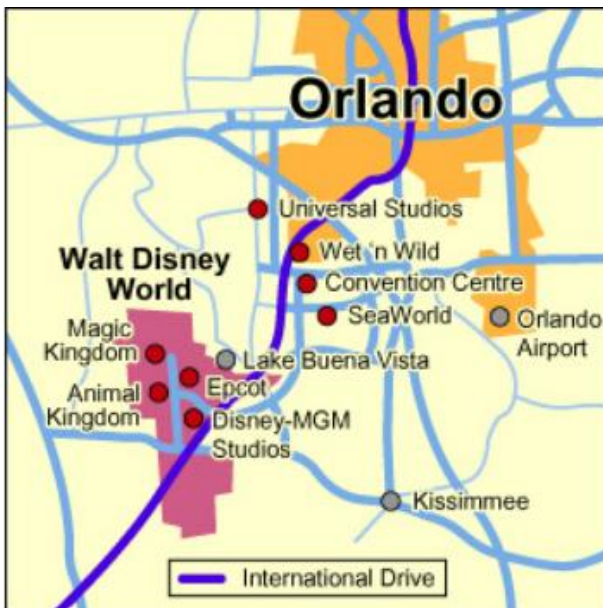 Orlando
Universal Studios
Wet 'n Wild
Walt Disney
World
Convention Centre
SeaWorld
Orlando
Airport
Magic
Kingdom
Lake Buena Vista
Epcot
Animal
Kingdom
Disney-MGM
Studios
Kissimmee
International Drive